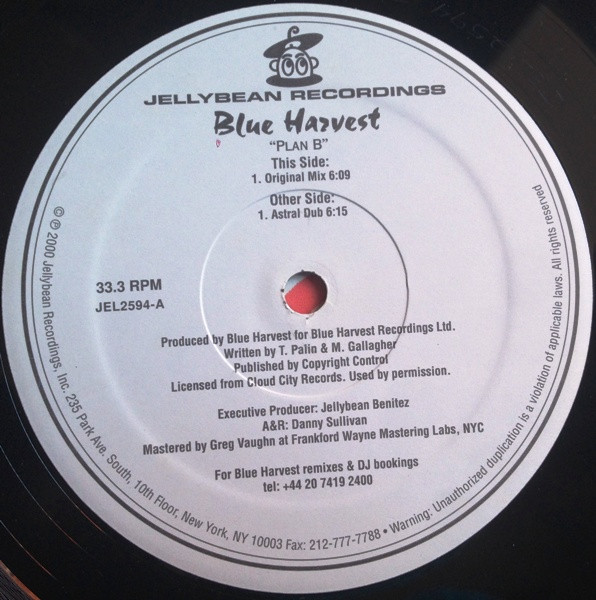 JELLYBEAN RECORDINGS
Blue Harvest
"PLAN B"
This Side:
1. Original Mix 6:09
Other Side:
1. Astral Dub 6:15
33.3 RPM
JEL2594-A
Produced by Blue Harvest for Blue Harvest Recordings Ltd.
Written by T. Palin & M. Gallagher
Published by Copyright Control
Licensed from Cloud City Records. Used by permission.
Executive Producer: Jellybean Benitez
A&R: Danny Sullivan
Mastered by Greg Vaughn at Frankford Wayne Mastering Labs, NYC
For Blue Harvest remixes & DJ bookings
tel: +44 20 7419 2400
© ℗ 2000 Jellybean Recordings, Inc. 235 Park Ave. South, 10th Floor, New York, NY 10003 Fax: 212-777-7788 • Warning: Unauthorized duplication is a violation of applicable laws. All rights reserved